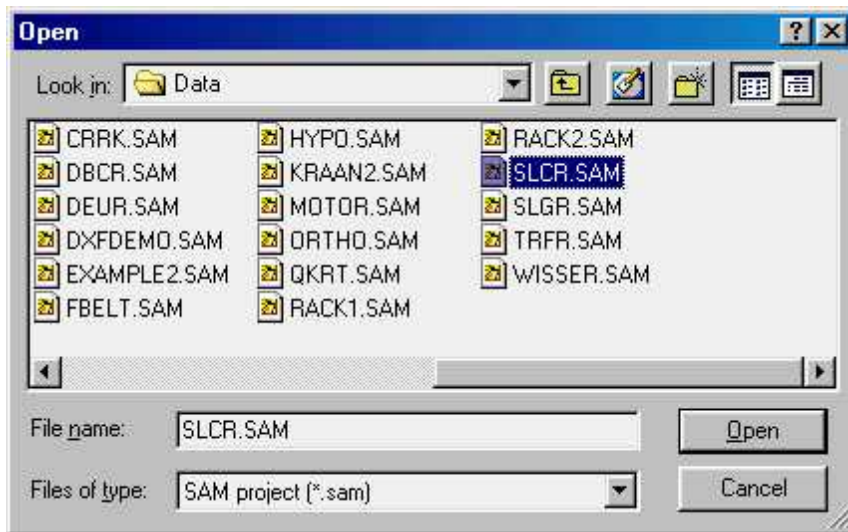 Open
Look in: Data
CRRK.SAM HYPO.SAM RACK2.SAM
DBCR.SAM KRAAN2.SAM SLCR.SAM
DEUR.SAM MOTOR.SAM SLGR.SAM
DXFDEMO.SAM ORTHO.SAM TRFR.SAM
EXAMPLE2.SAM QKRT.SAM WISSER.SAM
FBELT.SAM RACK1.SAM
File name: SLCR.SAM Open
Files of type: SAM project (*.sam) Cancel